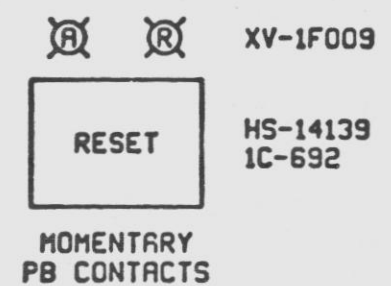 A R XV-1F009
RESET
HS-14139
1C-692
MOMENTARY
PB CONTACTS